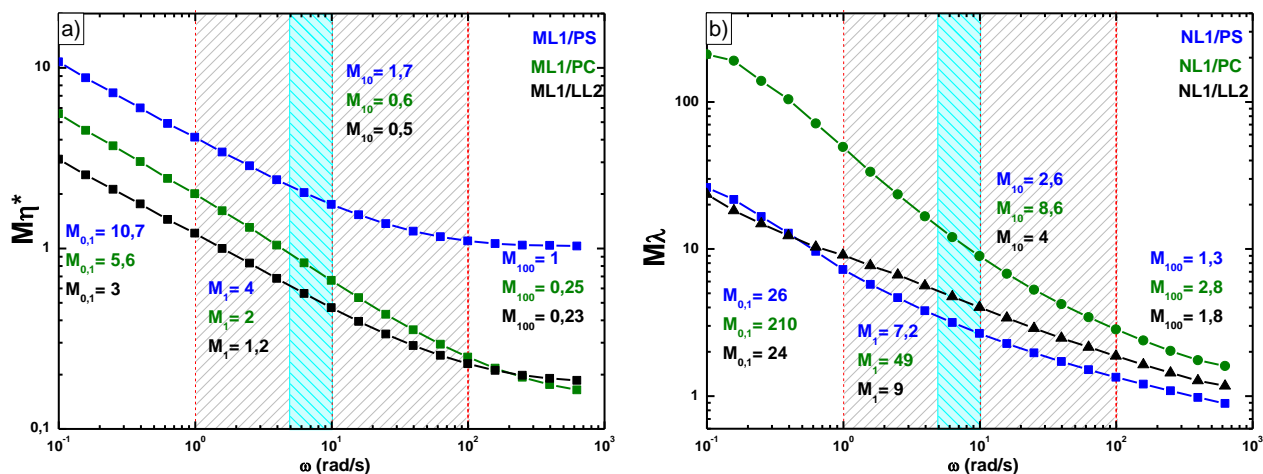 a)
ML1/PS
ML1/PC
ML1/LL2
M10= 1,7
M10= 0,6
M10= 0,5
M0,1= 10,7
M0,1= 5,6
M0,1= 3
M1= 4
M1= 2
M1= 1,2
M100= 1
M100= 0,25
M100= 0,23
Mη*
10
1
0,1
10-1
100
101
102
103
ω (rad/s)
b)
NL1/PS
NL1/PC
NL1/LL2
M10= 2,6
M10= 8,6
M10= 4
M100= 1,3
M100= 2,8
M100= 1,8
M0,1= 26
M0,1= 210
M0,1= 24
M1= 7,2
M1= 49
M1= 9
Mλ
100
10
1
10-1
100
101
102
103
ω (rad/s)